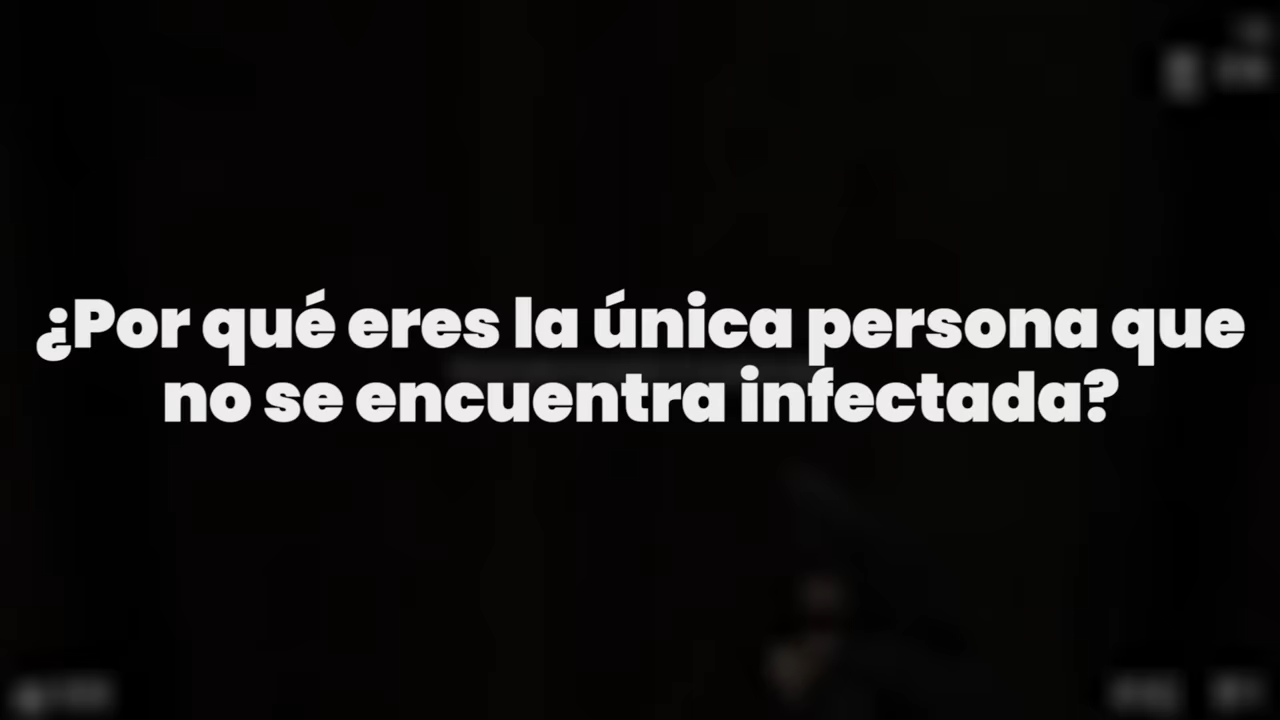 ¿Por qué eres la única persona que
no se encuentra infectada?